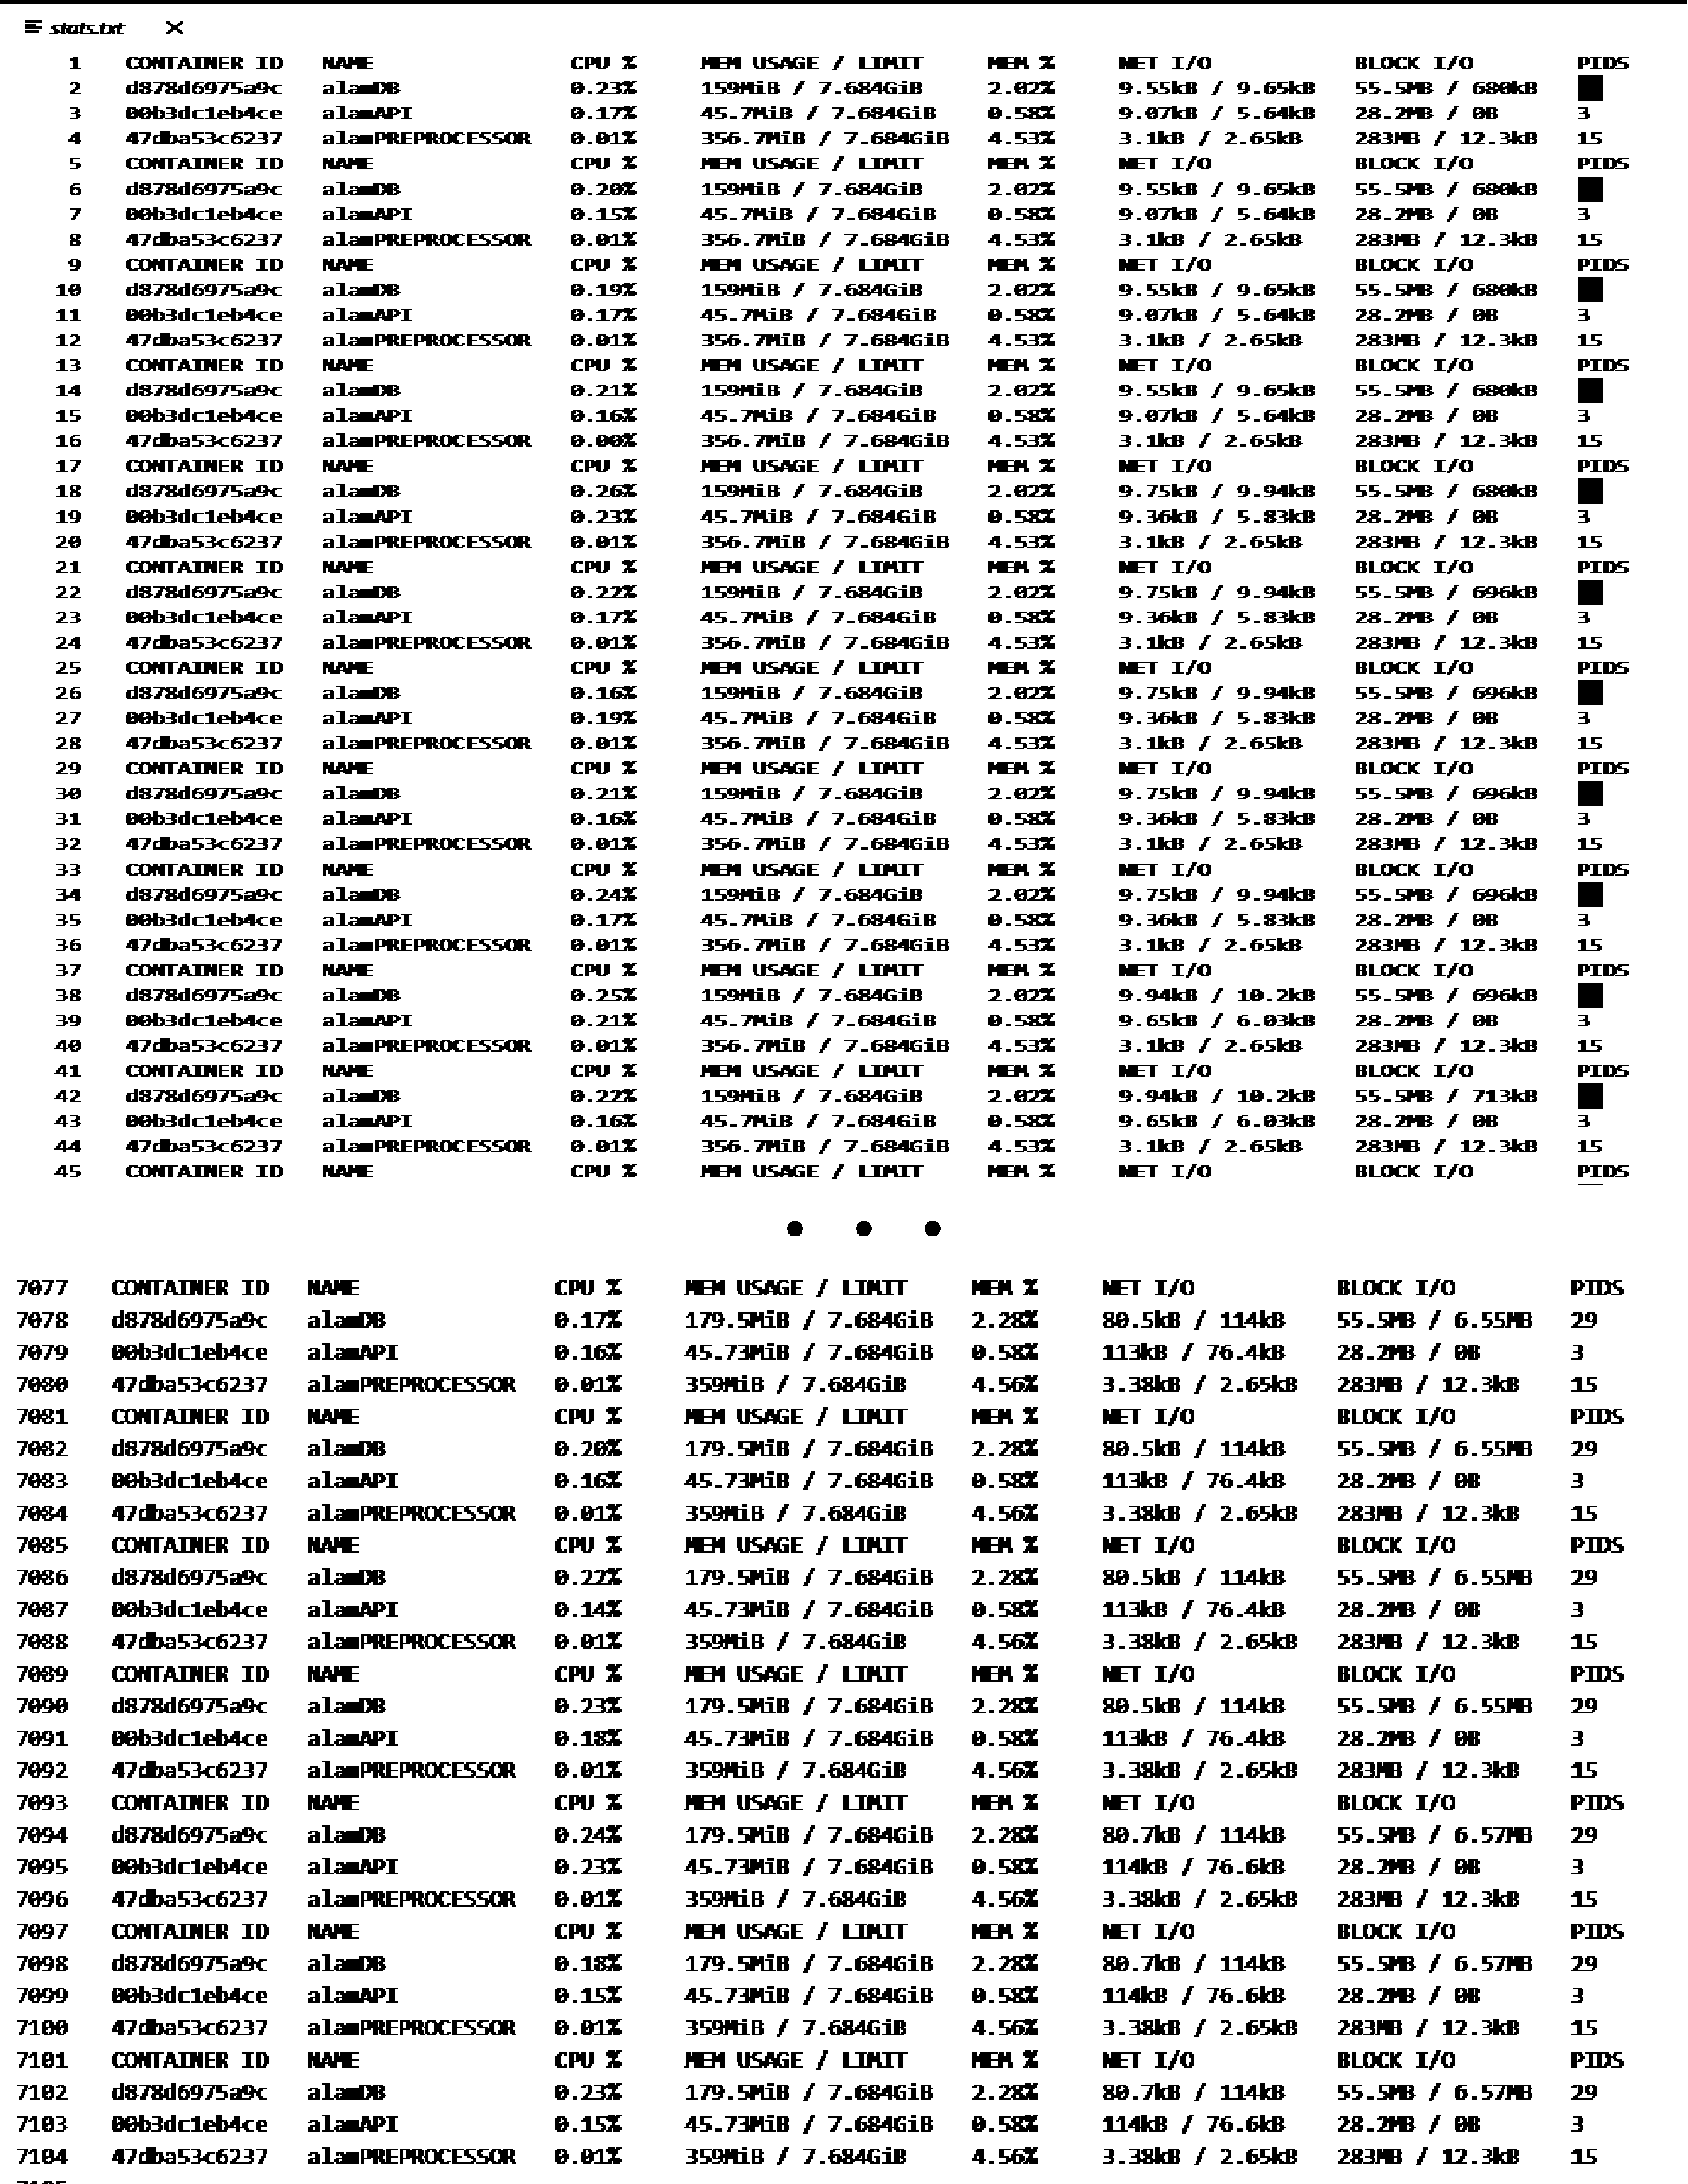 stats.txt
1 CONTAINER ID NAME CPU % MEM USAGE / LIMIT MEM % NET I/O BLOCK I/O PIDS
2 d878d6975a9c alamDB 0.23% 159MiB / 7.684GiB 2.02% 9.55kB / 9.65kB 55.5MB / 680kB
3 00b3dc1eb4ce alamAPI 0.17% 45.7MiB / 7.684GiB 0.58% 9.07kB / 5.64kB 28.2MB / 0B 3
4 47dba53c6237 alamPREPROCESSOR 0.01% 356.7MiB / 7.684GiB 4.53% 3.1kB / 2.65kB 283MB / 12.3kB 15
5 CONTAINER ID NAME CPU % MEM USAGE / LIMIT MEM % NET I/O BLOCK I/O PIDS
6 d878d6975a9c alamDB 0.20% 159MiB / 7.684GiB 2.02% 9.55kB / 9.65kB 55.5MB / 680kB
7 00b3dc1eb4ce alamAPI 0.15% 45.7MiB / 7.684GiB 0.58% 9.07kB / 5.64kB 28.2MB / 0B 3
8 47dba53c6237 alamPREPROCESSOR 0.01% 356.7MiB / 7.684GiB 4.53% 3.1kB / 2.65kB 283MB / 12.3kB 15
9 CONTAINER ID NAME CPU % MEM USAGE / LIMIT MEM % NET I/O BLOCK I/O PIDS
10 d878d6975a9c alamDB 0.19% 159MiB / 7.684GiB 2.02% 9.55kB / 9.65kB 55.5MB / 680kB
11 00b3dc1eb4ce alamAPI 0.17% 45.7MiB / 7.684GiB 0.58% 9.07kB / 5.64kB 28.2MB / 0B 3
12 47dba53c6237 alamPREPROCESSOR 0.01% 356.7MiB / 7.684GiB 4.53% 3.1kB / 2.65kB 283MB / 12.3kB 15
13 CONTAINER ID NAME CPU % MEM USAGE / LIMIT MEM % NET I/O BLOCK I/O PIDS
14 d878d6975a9c alamDB 0.21% 159MiB / 7.684GiB 2.02% 9.55kB / 9.65kB 55.5MB / 680kB
15 00b3dc1eb4ce alamAPI 0.16% 45.7MiB / 7.684GiB 0.58% 9.07kB / 5.64kB 28.2MB / 0B 3
16 47dba53c6237 alamPREPROCESSOR 0.00% 356.7MiB / 7.684GiB 4.53% 3.1kB / 2.65kB 283MB / 12.3kB 15
17 CONTAINER ID NAME CPU % MEM USAGE / LIMIT MEM % NET I/O BLOCK I/O PIDS
18 d878d6975a9c alamDB 0.26% 159MiB / 7.684GiB 2.02% 9.75kB / 9.94kB 55.5MB / 680kB
19 00b3dc1eb4ce alamAPI 0.23% 45.7MiB / 7.684GiB 0.58% 9.36kB / 5.83kB 28.2MB / 0B 3
20 47dba53c6237 alamPREPROCESSOR 0.01% 356.7MiB / 7.684GiB 4.53% 3.1kB / 2.65kB 283MB / 12.3kB 15
21 CONTAINER ID NAME CPU % MEM USAGE / LIMIT MEM % NET I/O BLOCK I/O PIDS
22 d878d6975a9c alamDB 0.22% 159MiB / 7.684GiB 2.02% 9.75kB / 9.94kB 55.5MB / 696kB
23 00b3dc1eb4ce alamAPI 0.17% 45.7MiB / 7.684GiB 0.58% 9.36kB / 5.83kB 28.2MB / 0B 3
24 47dba53c6237 alamPREPROCESSOR 0.01% 356.7MiB / 7.684GiB 4.53% 3.1kB / 2.65kB 283MB / 12.3kB 15
25 CONTAINER ID NAME CPU % MEM USAGE / LIMIT MEM % NET I/O BLOCK I/O PIDS
26 d878d6975a9c alamDB 0.16% 159MiB / 7.684GiB 2.02% 9.75kB / 9.94kB 55.5MB / 696kB
27 00b3dc1eb4ce alamAPI 0.19% 45.7MiB / 7.684GiB 0.58% 9.36kB / 5.83kB 28.2MB / 0B 3
28 47dba53c6237 alamPREPROCESSOR 0.01% 356.7MiB / 7.684GiB 4.53% 3.1kB / 2.65kB 283MB / 12.3kB 15
29 CONTAINER ID NAME CPU % MEM USAGE / LIMIT MEM % NET I/O BLOCK I/O PIDS
30 d878d6975a9c alamDB 0.21% 159MiB / 7.684GiB 2.02% 9.75kB / 9.94kB 55.5MB / 696kB
31 00b3dc1eb4ce alamAPI 0.16% 45.7MiB / 7.684GiB 0.58% 9.36kB / 5.83kB 28.2MB / 0B 3
32 47dba53c6237 alamPREPROCESSOR 0.01% 356.7MiB / 7.684GiB 4.53% 3.1kB / 2.65kB 283MB / 12.3kB 15
33 CONTAINER ID NAME CPU % MEM USAGE / LIMIT MEM % NET I/O BLOCK I/O PIDS
34 d878d6975a9c alamDB 0.24% 159MiB / 7.684GiB 2.02% 9.75kB / 9.94kB 55.5MB / 696kB
35 00b3dc1eb4ce alamAPI 0.17% 45.7MiB / 7.684GiB 0.58% 9.36kB / 5.83kB 28.2MB / 0B 3
36 47dba53c6237 alamPREPROCESSOR 0.01% 356.7MiB / 7.684GiB 4.53% 3.1kB / 2.65kB 283MB / 12.3kB 15
37 CONTAINER ID NAME CPU % MEM USAGE / LIMIT MEM % NET I/O BLOCK I/O PIDS
38 d878d6975a9c alamDB 0.25% 159MiB / 7.684GiB 2.02% 9.94kB / 10.2kB 55.5MB / 696kB
39 00b3dc1eb4ce alamAPI 0.21% 45.7MiB / 7.684GiB 0.58% 9.65kB / 6.03kB 28.2MB / 0B 3
40 47dba53c6237 alamPREPROCESSOR 0.01% 356.7MiB / 7.684GiB 4.53% 3.1kB / 2.65kB 283MB / 12.3kB 15
41 CONTAINER ID NAME CPU % MEM USAGE / LIMIT MEM % NET I/O BLOCK I/O PIDS
42 d878d6975a9c alamDB 0.22% 159MiB / 7.684GiB 2.02% 9.94kB / 10.2kB 55.5MB / 713kB
43 00b3dc1eb4ce alamAPI 0.16% 45.7MiB / 7.684GiB 0.58% 9.65kB / 6.03kB 28.2MB / 0B 3
44 47dba53c6237 alamPREPROCESSOR 0.01% 356.7MiB / 7.684GiB 4.53% 3.1kB / 2.65kB 283MB / 12.3kB 15
45 CONTAINER ID NAME CPU % MEM USAGE / LIMIT MEM % NET I/O BLOCK I/O PIDS
• • •
7077 CONTAINER ID NAME CPU % MEM USAGE / LIMIT MEM % NET I/O BLOCK I/O PIDS
7078 d878d6975a9c alamDB 0.17% 179.5MiB / 7.684GiB 2.28% 80.5kB / 114kB 55.5MB / 6.55MB 29
7079 00b3dc1eb4ce alamAPI 0.16% 45.73MiB / 7.684GiB 0.58% 113kB / 76.4kB 28.2MB / 0B 3
7080 47dba53c6237 alamPREPROCESSOR 0.01% 359MiB / 7.684GiB 4.56% 3.38kB / 2.65kB 283MB / 12.3kB 15
7081 CONTAINER ID NAME CPU % MEM USAGE / LIMIT MEM % NET I/O BLOCK I/O PIDS
7082 d878d6975a9c alamDB 0.20% 179.5MiB / 7.684GiB 2.28% 80.5kB / 114kB 55.5MB / 6.55MB 29
7083 00b3dc1eb4ce alamAPI 0.16% 45.73MiB / 7.684GiB 0.58% 113kB / 76.4kB 28.2MB / 0B 3
7084 47dba53c6237 alamPREPROCESSOR 0.01% 359MiB / 7.684GiB 4.56% 3.38kB / 2.65kB 283MB / 12.3kB 15
7085 CONTAINER ID NAME CPU % MEM USAGE / LIMIT MEM % NET I/O BLOCK I/O PIDS
7086 d878d6975a9c alamDB 0.22% 179.5MiB / 7.684GiB 2.28% 80.5kB / 114kB 55.5MB / 6.55MB 29
7087 00b3dc1eb4ce alamAPI 0.14% 45.73MiB / 7.684GiB 0.58% 113kB / 76.4kB 28.2MB / 0B 3
7088 47dba53c6237 alamPREPROCESSOR 0.01% 359MiB / 7.684GiB 4.56% 3.38kB / 2.65kB 283MB / 12.3kB 15
7089 CONTAINER ID NAME CPU % MEM USAGE / LIMIT MEM % NET I/O BLOCK I/O PIDS
7090 d878d6975a9c alamDB 0.23% 179.5MiB / 7.684GiB 2.28% 80.5kB / 114kB 55.5MB / 6.55MB 29
7091 00b3dc1eb4ce alamAPI 0.18% 45.73MiB / 7.684GiB 0.58% 113kB / 76.4kB 28.2MB / 0B 3
7092 47dba53c6237 alamPREPROCESSOR 0.01% 359MiB / 7.684GiB 4.56% 3.38kB / 2.65kB 283MB / 12.3kB 15
7093 CONTAINER ID NAME CPU % MEM USAGE / LIMIT MEM % NET I/O BLOCK I/O PIDS
7094 d878d6975a9c alamDB 0.24% 179.5MiB / 7.684GiB 2.28% 80.7kB / 114kB 55.5MB / 6.57MB 29
7095 00b3dc1eb4ce alamAPI 0.23% 45.73MiB / 7.684GiB 0.58% 114kB / 76.6kB 28.2MB / 0B 3
7096 47dba53c6237 alamPREPROCESSOR 0.01% 359MiB / 7.684GiB 4.56% 3.38kB / 2.65kB 283MB / 12.3kB 15
7097 CONTAINER ID NAME CPU % MEM USAGE / LIMIT MEM % NET I/O BLOCK I/O PIDS
7098 d878d6975a9c alamDB 0.18% 179.5MiB / 7.684GiB 2.28% 80.7kB / 114kB 55.5MB / 6.57MB 29
7099 00b3dc1eb4ce alamAPI 0.15% 45.73MiB / 7.684GiB 0.58% 114kB / 76.6kB 28.2MB / 0B 3
7100 47dba53c6237 alamPREPROCESSOR 0.01% 359MiB / 7.684GiB 4.56% 3.38kB / 2.65kB 283MB / 12.3kB 15
7101 CONTAINER ID NAME CPU % MEM USAGE / LIMIT MEM % NET I/O BLOCK I/O PIDS
7102 d878d6975a9c alamDB 0.23% 179.5MiB / 7.684GiB 2.28% 80.7kB / 114kB 55.5MB / 6.57MB 29
7103 00b3dc1eb4ce alamAPI 0.15% 45.73MiB / 7.684GiB 0.58% 114kB / 76.6kB 28.2MB / 0B 3
7104 47dba53c6237 alamPREPROCESSOR 0.01% 359MiB / 7.684GiB 4.56% 3.38kB / 2.65kB 283MB / 12.3kB 15